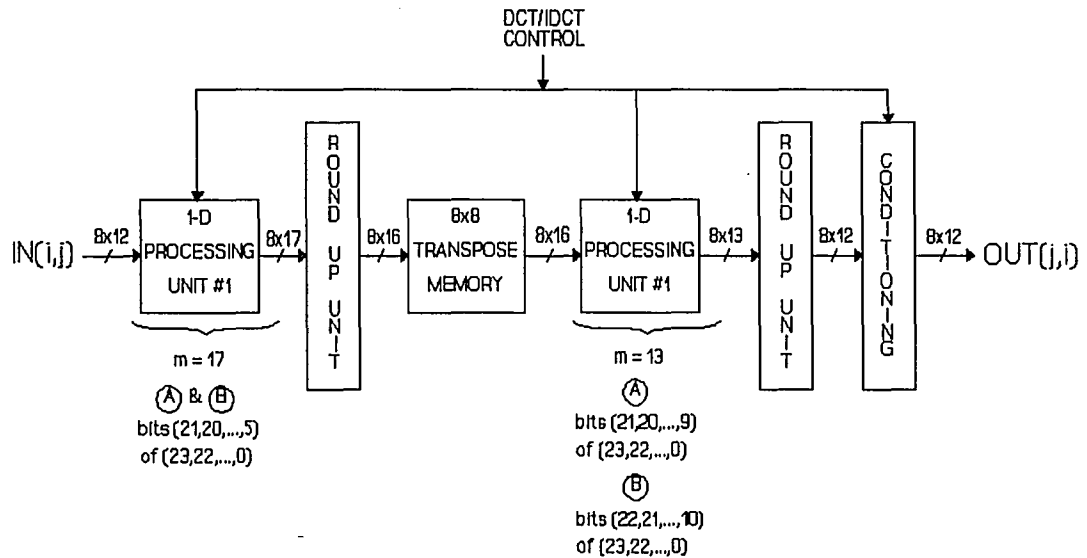 DCT/IDCT
CONTROL
IN(i,j)
8x12
1-D
PROCESSING
UNIT #1
8x17
ROUND UP UNIT
8x16
8x8
TRANSPOSE
MEMORY
8x16
1-D
PROCESSING
UNIT #1
8x13
ROUND UP UNIT
8x12
CONDITIONING
8x12
OUT(j,i)
m = 17
A & B
bits (21,20,...,5)
of (23,22,...,0)
m = 13
A
bits (21,20,...,9)
of (23,22,...,0)
B
bits (22,21,...,10)
of (23,22,...,0)